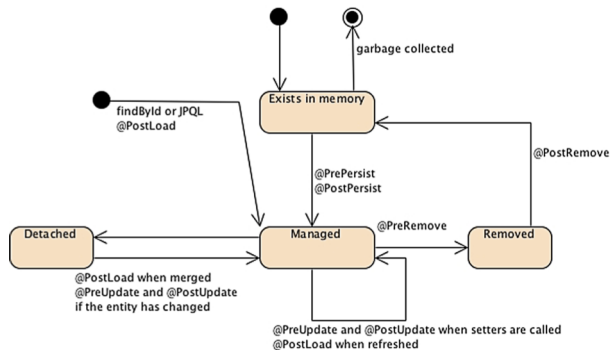 garbage collected
Exists in memory
findById or JPQL
@PostLoad
@PostRemove
@PrePersist
@PostPersist
Detached
Managed
@PreRemove
Removed
@PostLoad when merged
@PreUpdate and @PostUpdate
if the entity has changed
@PreUpdate and @PostUpdate when setters are called
@PostLoad when refreshed